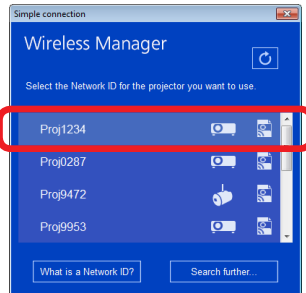 Simple connection
Wireless Manager
Select the Network ID for the projector you want to use.
Proj1234
Proj0287
Proj9472
Proj9953
What is a Network ID?
Search further...